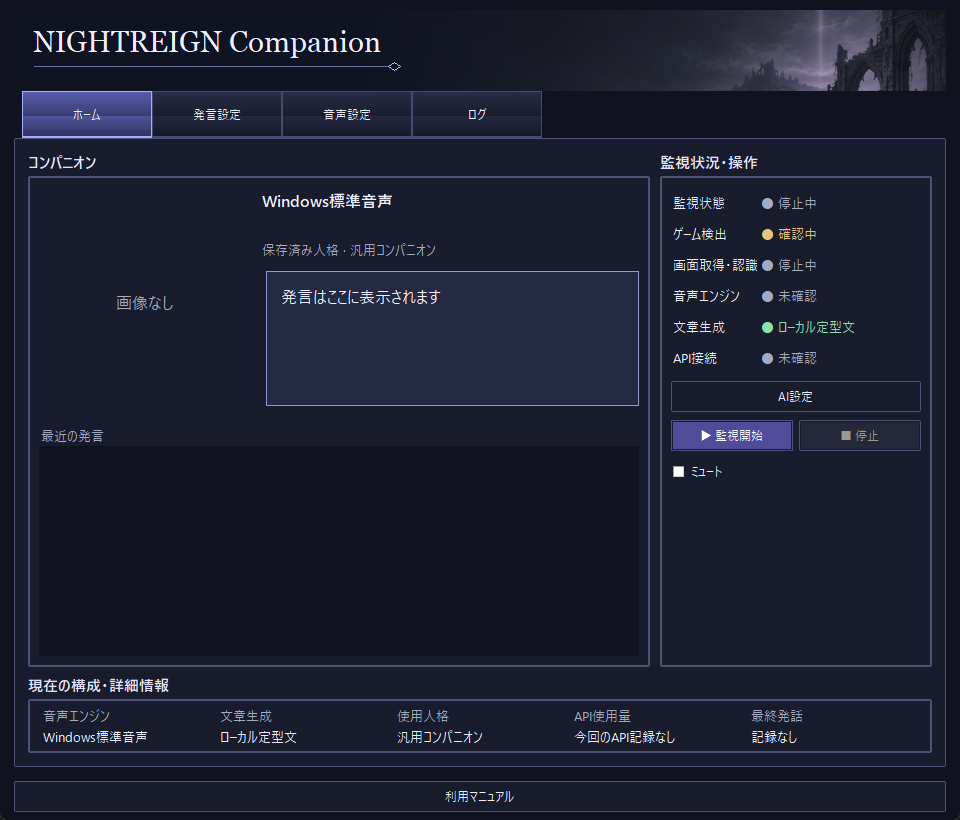 NIGHTREIGN Companion
ホーム
発言設定
音声設定
ログ
コンパニオン
Windows標準音声
保存済み人格・汎用コンパニオン
画像なし
発言はここに表示されます
最近の発言
監視状況・操作
監視状態 ● 停止中
ゲーム検出 ● 確認中
画面取得・認識 ● 停止中
音声エンジン ● 未確認
文章生成 ● ローカル定型文
API接続 ● 未確認
AI設定
▶ 監視開始
■ 停止
ミュート
現在の構成・詳細情報
音声エンジン 文章生成 使用人格 API使用量 最終発話
Windows標準音声 ローカル定型文 汎用コンパニオン 今回のAPI記録なし 記録なし
利用マニュアル